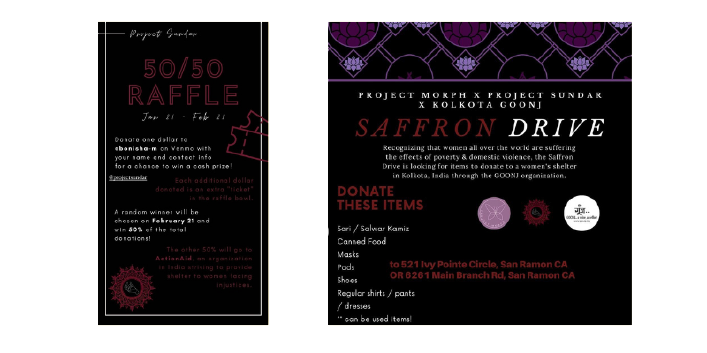 Project Sundar
50/50
RAFFLE
Jan 21 - Feb 21
Donate one dollar to
abonisha-m on Venmo with
your name and contact info
for a chance to win a cash prize!
@projectsundar
Each additional dollar
donated is an extra "ticket"
in the raffle bowl.
A random winner will be
chosen on February 21 and
win 50% of the total
donations!
The other 50% will go to
ActionAid, an organization
in India striving to provide
shelter to women facing
injustices.
PROJECT MORPH X PROJECT SUNDAR
X KOLKOTA GOONJ
SAFFRON DRIVE
Recognizing that women all over the world are suffering
the effects of poverty & domestic violence, the Saffron
Drive is looking for items to donate to a women's shelter
in Kolkota, India through the GOONJ organization.
DONATE
THESE ITEMS
Sari / Salwar Kamiz
Canned Food
Masks
Pads
Shoes
Regular shirts / pants
/ dresses
** can be used items!
to 521 Ivy Pointe Circle, San Ramon CA
OR 6261 Main Branch Rd, San Ramon CA